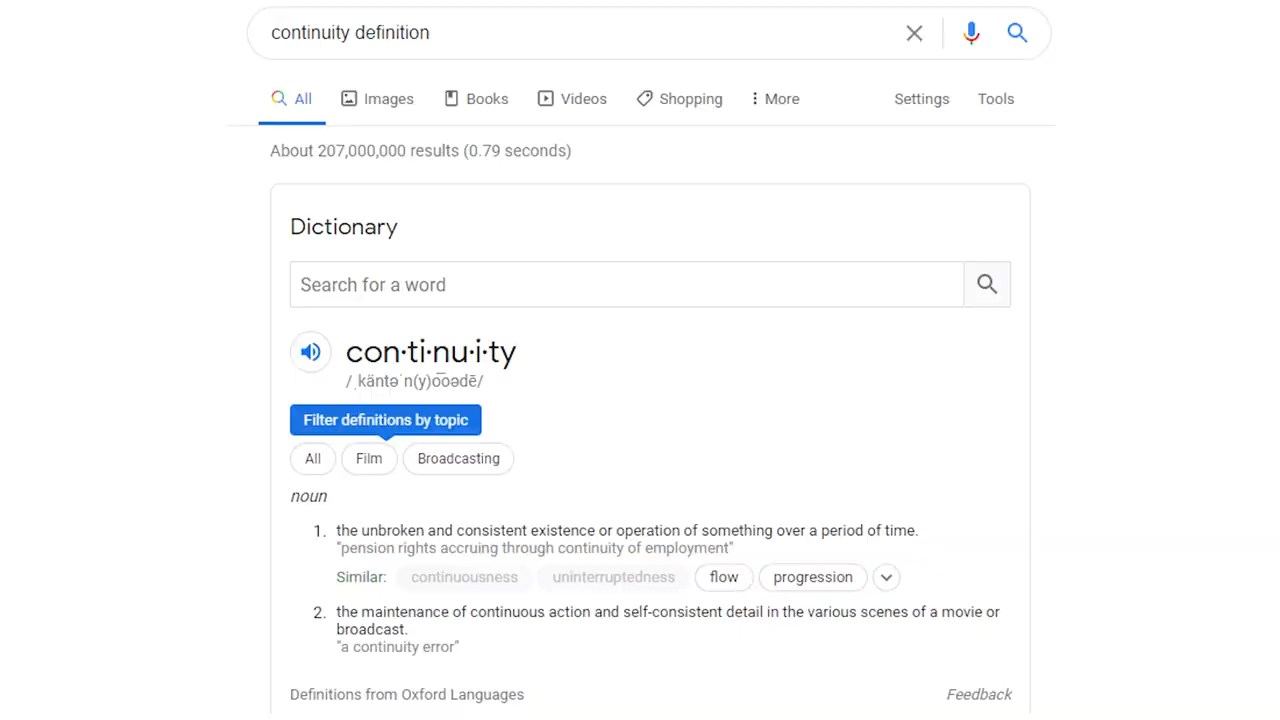 continuity definition
All Images Books Videos Shopping More Settings Tools
About 207,000,000 results (0.79 seconds)
Dictionary
Search for a word
con·ti·nu·i·ty
/ˌkäntəˈn(y)o͞oədē/
Filter definitions by topic
All Film Broadcasting
noun
1. the unbroken and consistent existence or operation of something over a period of time.
"pension rights accruing through continuity of employment"
Similar: continuousness uninterruptedness flow progression
2. the maintenance of continuous action and self-consistent detail in the various scenes of a movie or
broadcast.
"a continuity error"
Definitions from Oxford Languages Feedback